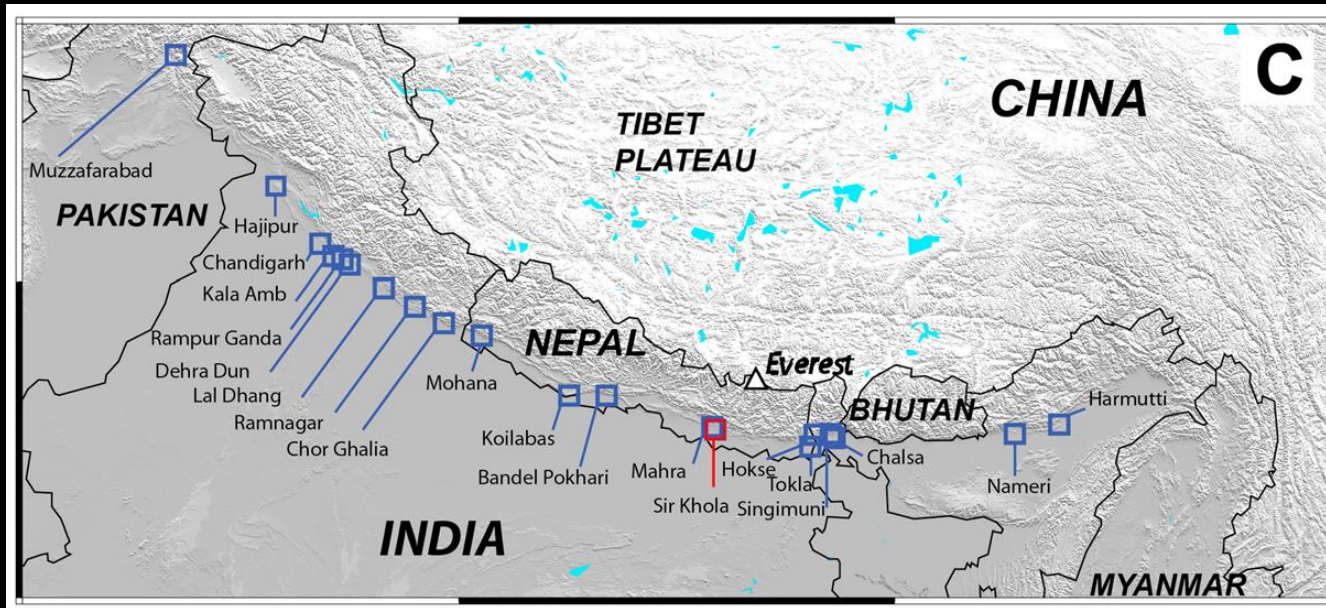 C
CHINA
TIBET
PLATEAU
Muzzafarabad
PAKISTAN
Hajipur
Chandigarh
Kala Amb
Rampur Ganda
Dehra Dun
Lal Dhang
Ramnagar
Chor Ghalia
Mohana
NEPAL
Everest
BHUTAN
Harmutti
Koilabas
Bandel Pokhari
Mahra
Sir Khola
Hokse
Tokla
Singimuni
Chalsa
Nameri
INDIA
MYANMAR